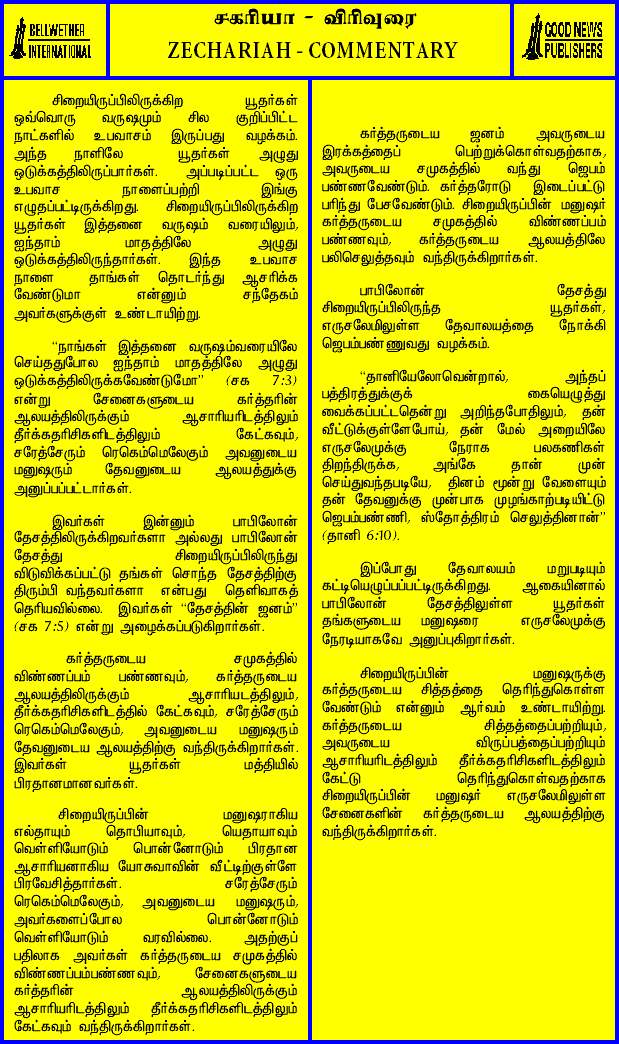 BELLWETHER
INTERNATIONAL
சகரியா - விரிவுரை
ZECHARIAH - COMMENTARY
GOOD NEWS
PUBLISHERS
சிறையிருப்பிலிருக்கிற யூதர்கள்
ஒவ்வொரு வருஷமும் சில குறிப்பிட்ட
நாட்களில் உபவாசம் இருப்பது வழக்கம்.
அந்த நாளிலே யூதர்கள் அழுது
ஒடுக்கத்திலிருப்பார்கள். அப்படிப்பட்ட ஒரு
உபவாச நாளைப்பற்றி இங்கு
எழுதப்பட்டிருக்கிறது. சிறையிருப்பிலிருக்கிற
யூதர்கள் இத்தனை வருஷம் வரையிலும்,
ஐந்தாம் மாதத்திலே அழுது
ஒடுக்கத்திலிருந்தார்கள். இந்த உபவாச
நாளை தாங்கள் தொடர்ந்து ஆசரிக்க
வேண்டுமா என்னும் சந்தேகம்
அவர்களுக்குள் உண்டாயிற்று.
“நாங்கள் இத்தனை வருஷம்வரையிலே
செய்ததுபோல ஐந்தாம் மாதத்திலே அழுது
ஒடுக்கத்திலிருக்கவேண்டுமோ” (சக 7:3)
என்று சேனைகளுடைய கர்த்தரின்
ஆலயத்திலிருக்கும் ஆசாரியரிடத்திலும்
தீர்க்கதரிசிகளிடத்திலும் கேட்கவும்,
சரேத்சேரும் ரெகெம்மெலேகும் அவனுடைய
மனுஷரும் தேவனுடைய ஆலயத்துக்கு
அனுப்பப்பட்டார்கள்.
இவர்கள் இன்னும் பாபிலோன்
தேசத்திலிருக்கிறவர்களா அல்லது பாபிலோன்
தேசத்து சிறையிருப்பிலிருந்து
விடுவிக்கப்பட்டு தங்கள் சொந்த தேசத்திற்கு
திரும்பி வந்தவர்களா என்பது தெளிவாகத்
தெரியவில்லை. இவர்கள் “தேசத்தின் ஜனம்”
(சக 7:5) என்று அழைக்கப்படுகிறார்கள்.
கர்த்தருடைய சமுகத்தில்
விண்ணப்பம் பண்ணவும், கர்த்தருடைய
ஆலயத்திலிருக்கும் ஆசாரியடத்திலும்,
தீர்க்கதரிசிகளிடத்தில் கேட்கவும், சரேத்சேரும்
ரெகெம்மெலேகும், அவனுடைய மனுஷரும்
தேவனுடைய ஆலயத்திற்கு வந்திருக்கிறார்கள்.
இவர்கள் யூதர்கள் மத்தியில்
பிரதானமானவர்கள்.
சிறையிருப்பின் மனுஷராகிய
எல்தாயும் தொபியாவும், யெதாயாவும்
வெள்ளியோடும் பொன்னோடும் பிரதான
ஆசாரியனாகிய யோசுவாவின் வீட்டிற்குள்ளே
பிரவேசித்தார்கள். சரேத்சேரும்
ரெகெம்மெலேகும், அவனுடைய மனுஷரும்,
அவர்களைப்போல பொன்னோடும்
வெள்ளியோடும் வரவில்லை. அதற்குப்
பதிலாக அவர்கள் கர்த்தருடைய சமுகத்தில்
விண்ணப்பம்பண்ணவும், சேனைகளுடைய
கர்த்தரின் ஆலயத்திலிருக்கும்
ஆசாரியரிடத்திலும் தீர்க்கதரிசிகளிடத்திலும்
கேட்கவும் வந்திருக்கிறார்கள்.
கர்த்தருடைய ஜனம் அவருடைய
இரக்கத்தைப் பெற்றுக்கொள்வதற்காக,
அவருடைய சமுகத்தில் வந்து ஜெபம்
பண்ணவேண்டும். கர்த்தரோடு இடைப்பட்டு
பரிந்து பேசவேண்டும். சிறையிருப்பின் மனுஷர்
கர்த்தருடைய சமுகத்தில் விண்ணப்பம்
பண்ணவும், கர்த்தருடைய ஆலயத்திலே
பலிசெலுத்தவும் வந்திருக்கிறார்கள்.
பாபிலோன் தேசத்து
சிறையிருப்பிலிருந்த யூதர்கள்,
எருசலேமிலுள்ள தேவாலயத்தை நோக்கி
ஜெபம்பண்ணுவது வழக்கம்.
“தானியேலோவென்றால், அந்தப்
பத்திரத்துக்குக் கையெழுத்து
வைக்கப்பட்டதென்று அறிந்தபோதிலும், தன்
வீட்டுக்குள்ளேபோய், தன் மேல் அறையிலே
எருசலேமுக்கு நேராக பலகணிகள்
திறந்திருக்க, அங்கே தான் முன்
செய்துவந்தபடியே, தினம் மூன்று வேளையும்
தன் தேவனுக்கு முன்பாக முழங்காற்படியிட்டு
ஜெபம்பண்ணி, ஸ்தோத்திரம் செலுத்தினான்”
(தானி 6:10).
இப்போது தேவாலயம் மறுபடியும்
கட்டியெழுப்பப்பட்டிருக்கிறது. ஆகையினால்
பாபிலோன் தேசத்திலுள்ள யூதர்கள்
தங்களுடைய மனுஷரை எருசலேமுக்கு
நேரடியாகவே அனுப்புகிறார்கள்.
சிறையிருப்பின் மனுஷருக்கு
கர்த்தருடைய சித்தத்தை தெரிந்துகொள்ள
வேண்டும் என்னும் ஆர்வம் உண்டாயிற்று.
கர்த்தருடைய சித்தத்தைப்பற்றியும்,
அவருடைய விருப்பத்தைப்பற்றியும்
ஆசாரியரிடத்திலும் தீர்க்கதரிசிகளிடத்திலும்
கேட்டு தெரிந்துகொள்வதற்காக
சிறையிருப்பின் மனுஷர் எருசலேமிலுள்ள
சேனைகளின் கர்த்தருடைய ஆலயத்திற்கு
வந்திருக்கிறார்கள்.